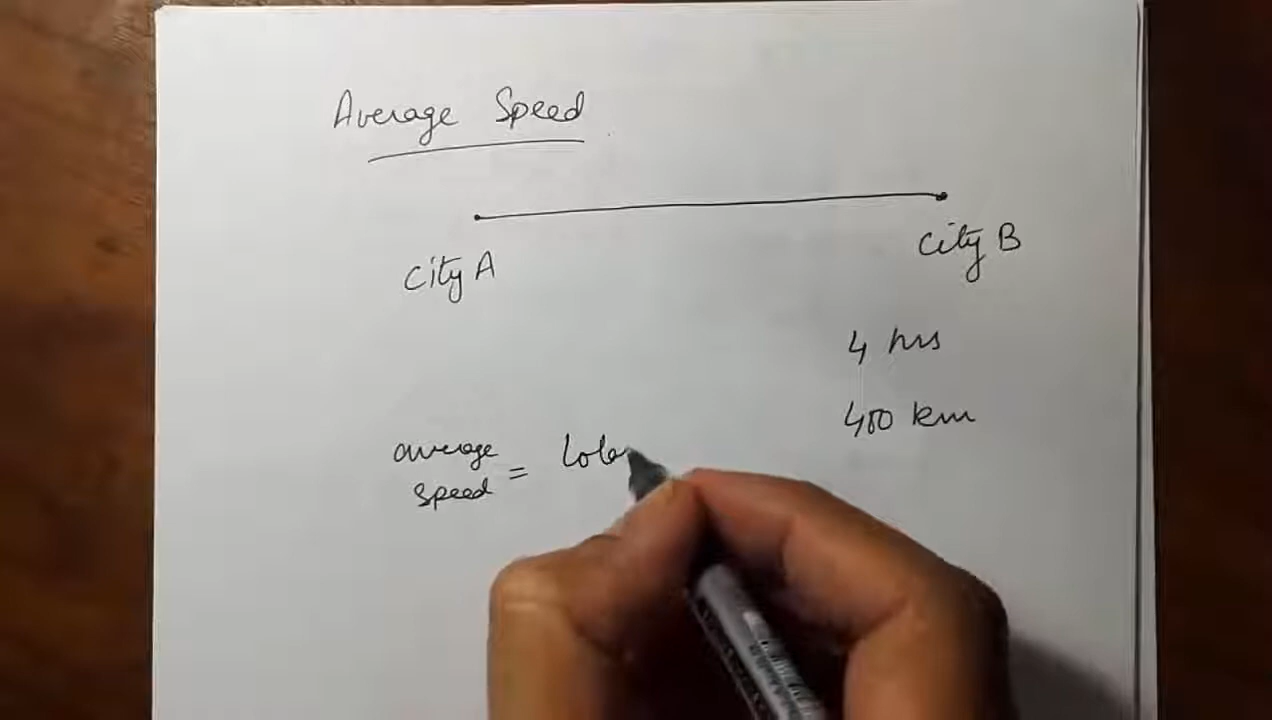 Average Speed
City A
City B
4 hrs
400 km
average
speed =